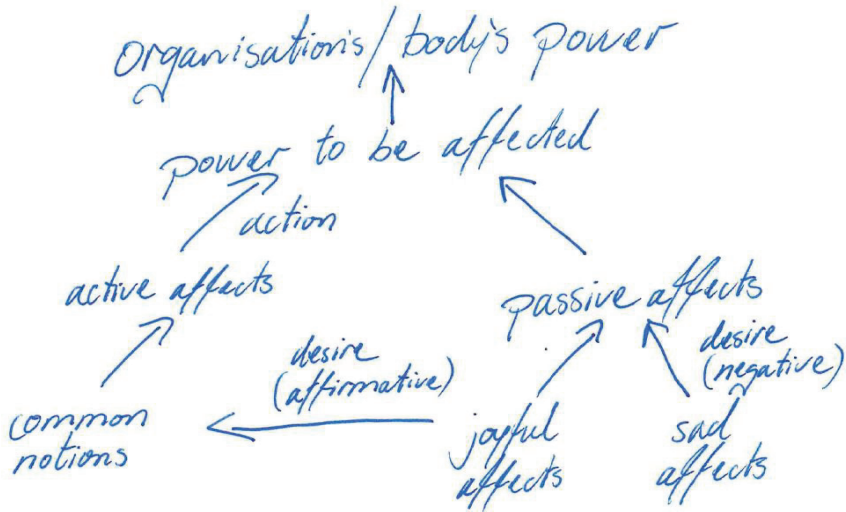 organisation's/body's power
power to be affected
action
active affects
passive affects
desire
(affirmative)
desire
(negative)
common
notions
joyful
affects
sad
affects